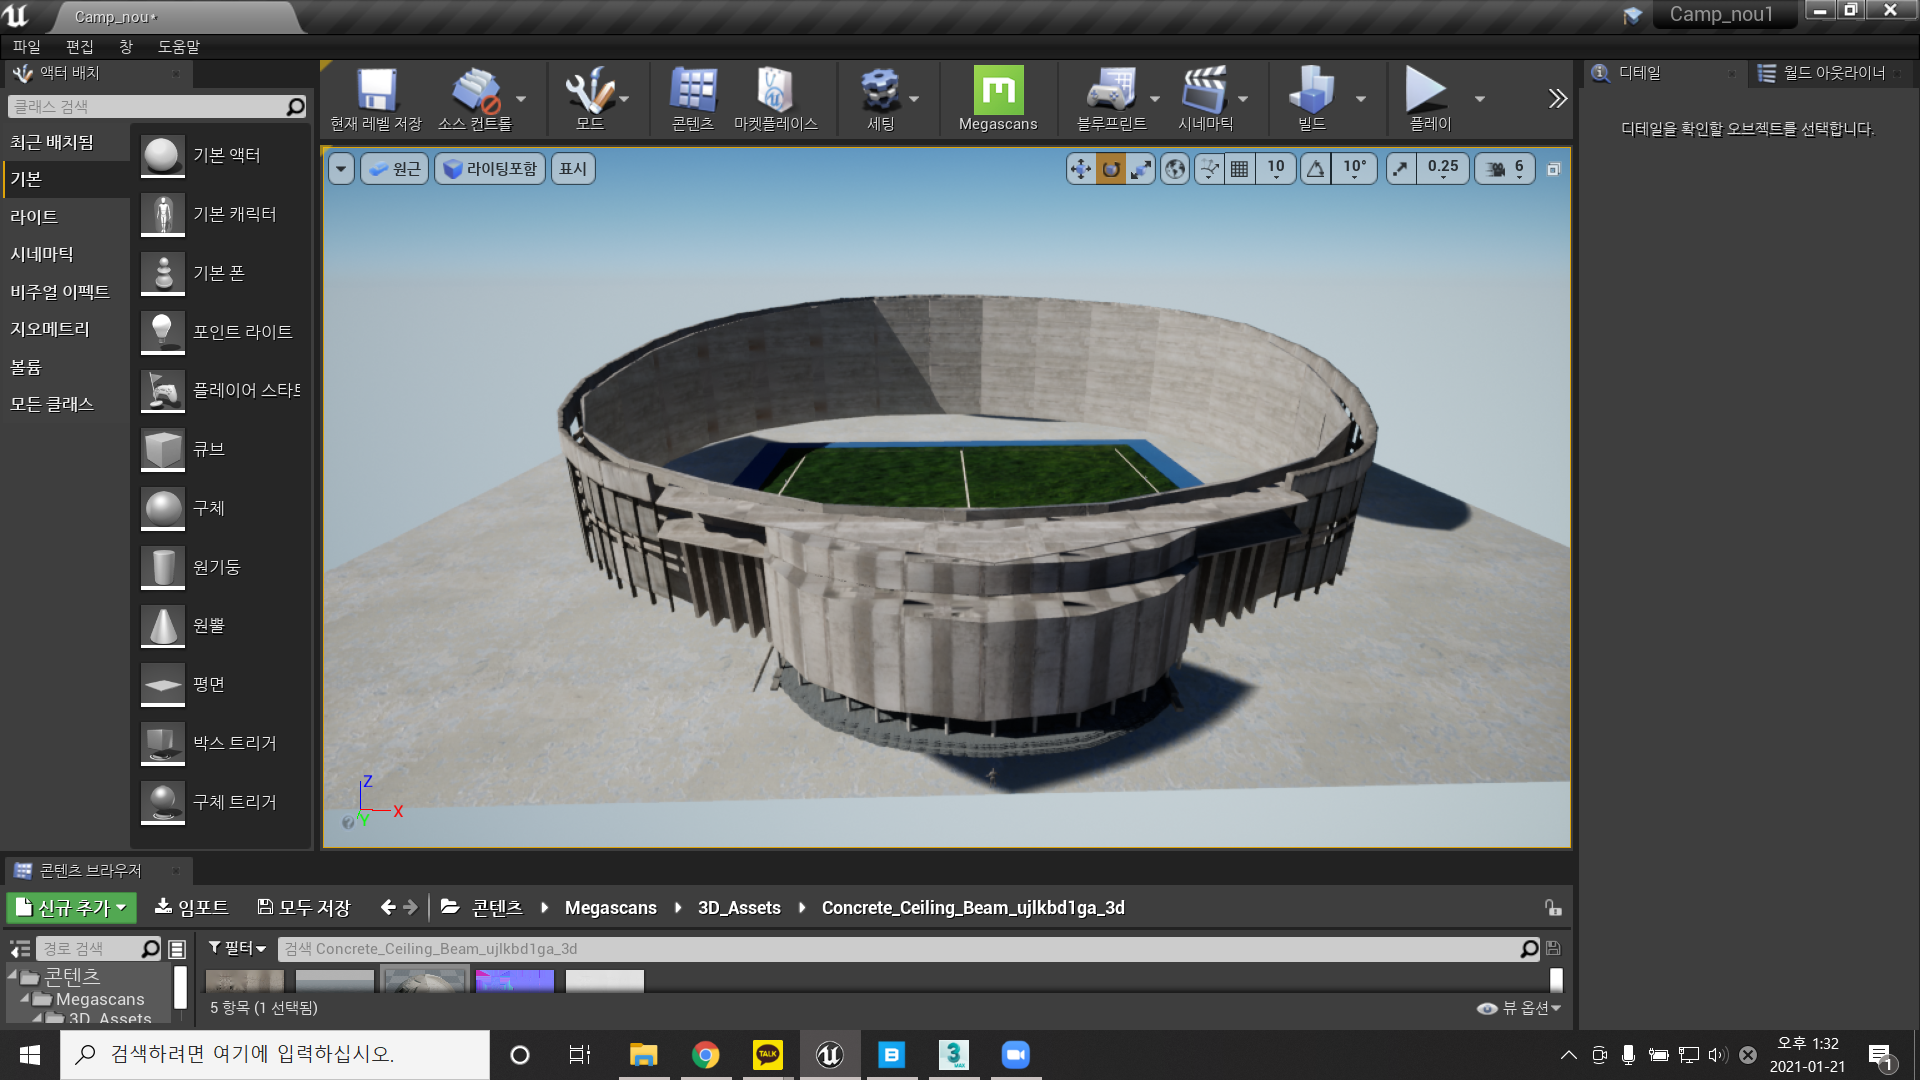 Camp_nou*
Camp_nou1
파일 편집 창 도움말
액터 배치
클래스 검색
최근 배치됨
기본
라이트
시네마틱
비주얼 이펙트
지오메트리
볼륨
모든 클래스
기본 액터
기본 캐릭터
기본 폰
포인트 라이트
플레이어 스타트
큐브
구체
원기둥
원뿔
평면
박스 트리거
구체 트리거
현재 레벨 저장 소스 컨트롤 모드 콘텐츠 마켓플레이스 세팅 Megascans 블루프린트 시네마틱 빌드 플레이
원근 라이팅포함 표시 10 10° 0.25 6
Z
X
Y
디테일 월드 아웃라이너
디테일을 확인할 오브젝트를 선택합니다.
콘텐츠 브라우저
신규 추가 임포트 모두 저장 콘텐츠 Megascans 3D_Assets Concrete_Ceiling_Beam_ujlkbd1ga_3d
경로 검색 필터 검색 Concrete_Ceiling_Beam_ujlkbd1ga_3d
콘텐츠
Megascans
3D_Assets
5 항목 (1 선택됨) 뷰 옵션
검색하려면 여기에 입력하십시오.
TALK
B
3
MAX
오후 1:32
2021-01-21
1